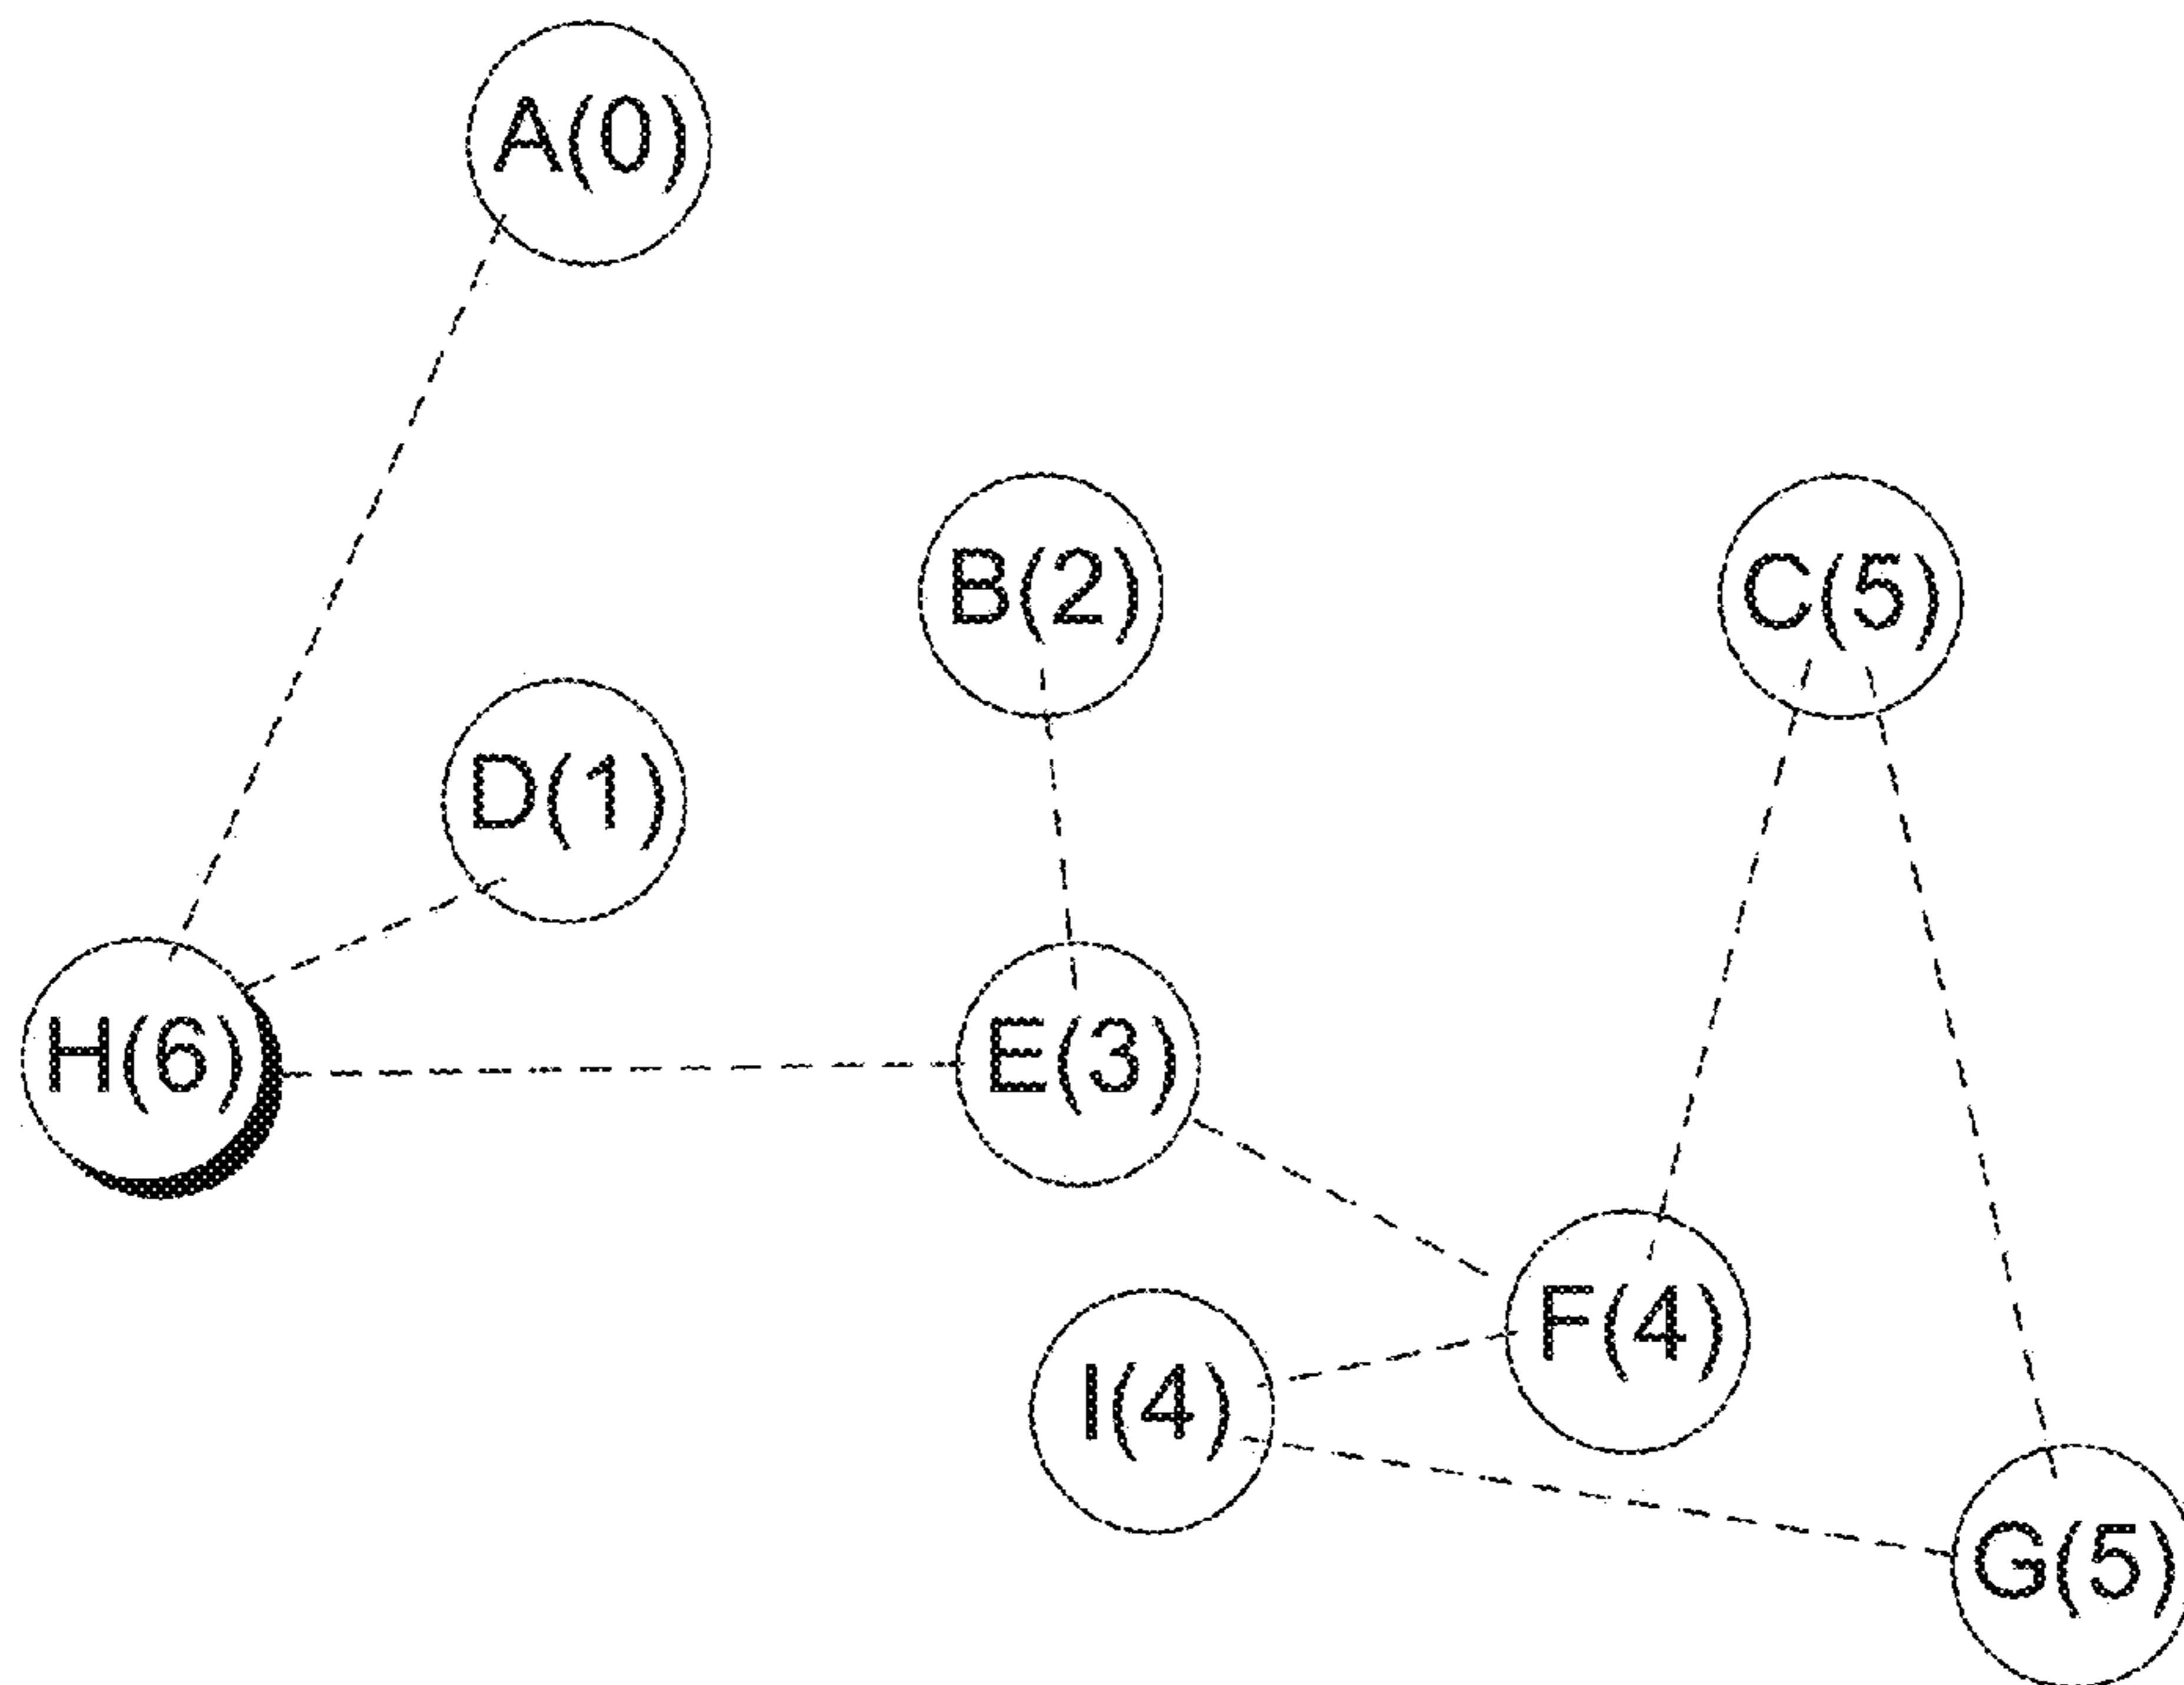 A(0)
B(2)
C(5)
D(1)
H(6)
E(3)
F(4)
I(4)
G(5)